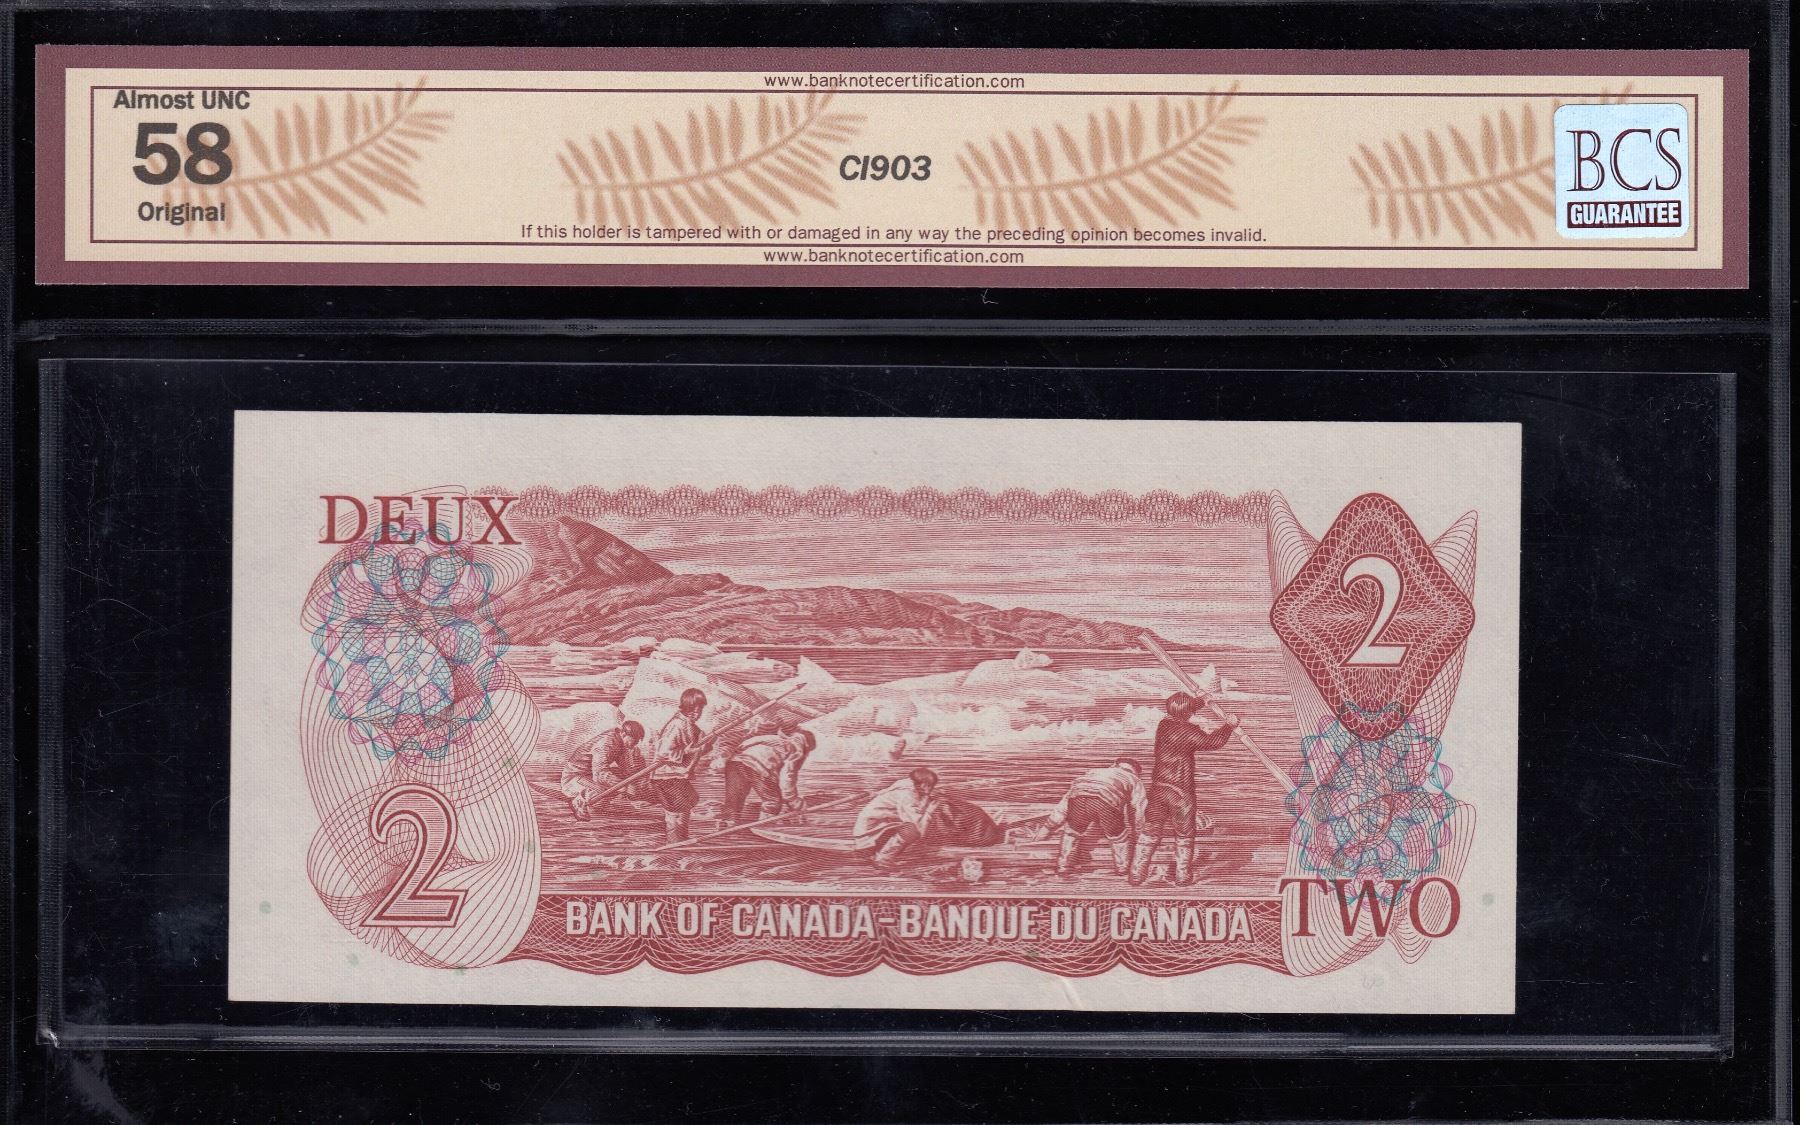 www.banknotecertification.com
Almost UNC
58
Original
CI903
BCS
GUARANTEE
If this holder is tampered with or damaged in any way the preceding opinion becomes invalid.
www.banknotecertification.com
DEUX
2
2
TWO
BANK OF CANADA-BANQUE DU CANADA